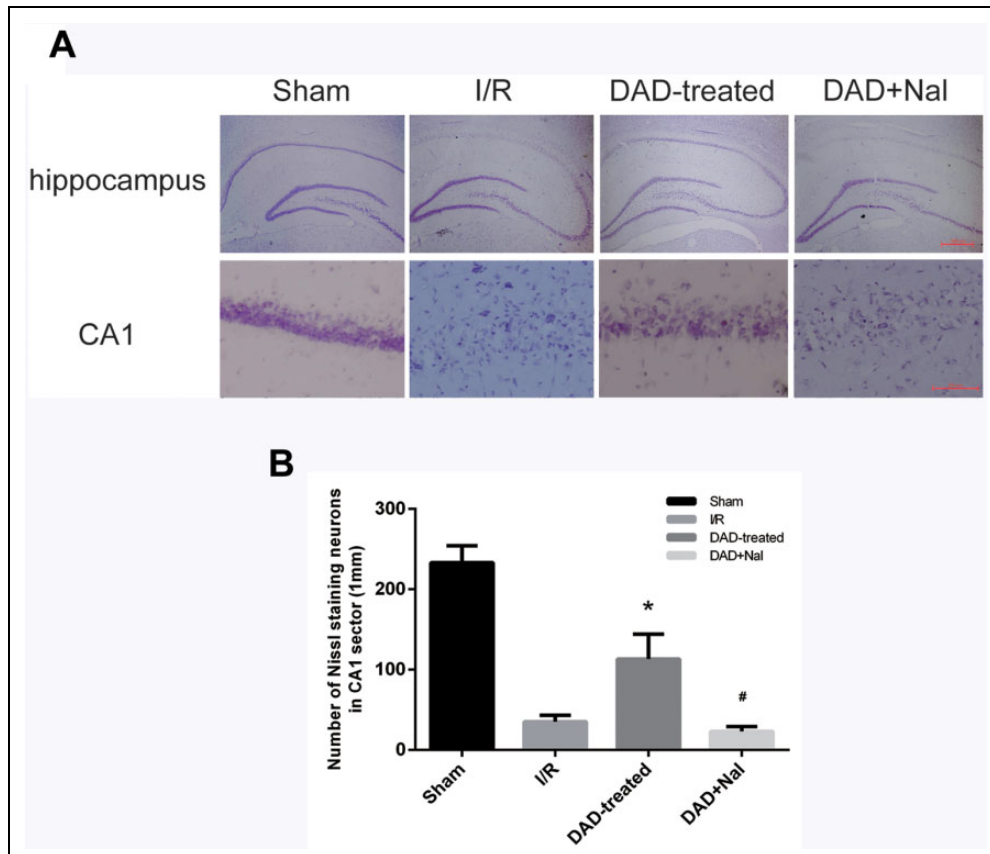 A
Sham I/R DAD-treated DAD+Nal
hippocampus
CA1
B
Number of Nissl staining neurons
in CA1 sector (1mm)
300
200
100
0
Sham
I/R
DAD-treated
DAD+Nal
*
#
Sham
I/R
DAD-treated
DAD+Nal